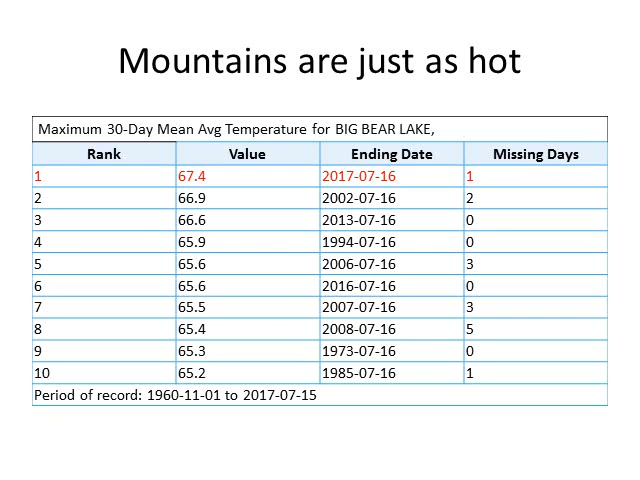 Mountains are just as hot
Maximum 30-Day Mean Avg Temperature for BIG BEAR LAKE,
Rank Value Ending Date Missing Days
1 67.4 2017-07-16 1
2 66.9 2002-07-16 2
3 66.6 2013-07-16 0
4 65.9 1994-07-16 0
5 65.6 2006-07-16 3
6 65.6 2016-07-16 0
7 65.5 2007-07-16 3
8 65.4 2008-07-16 5
9 65.3 1973-07-16 0
10 65.2 1985-07-16 1
Period of record: 1960-11-01 to 2017-07-15